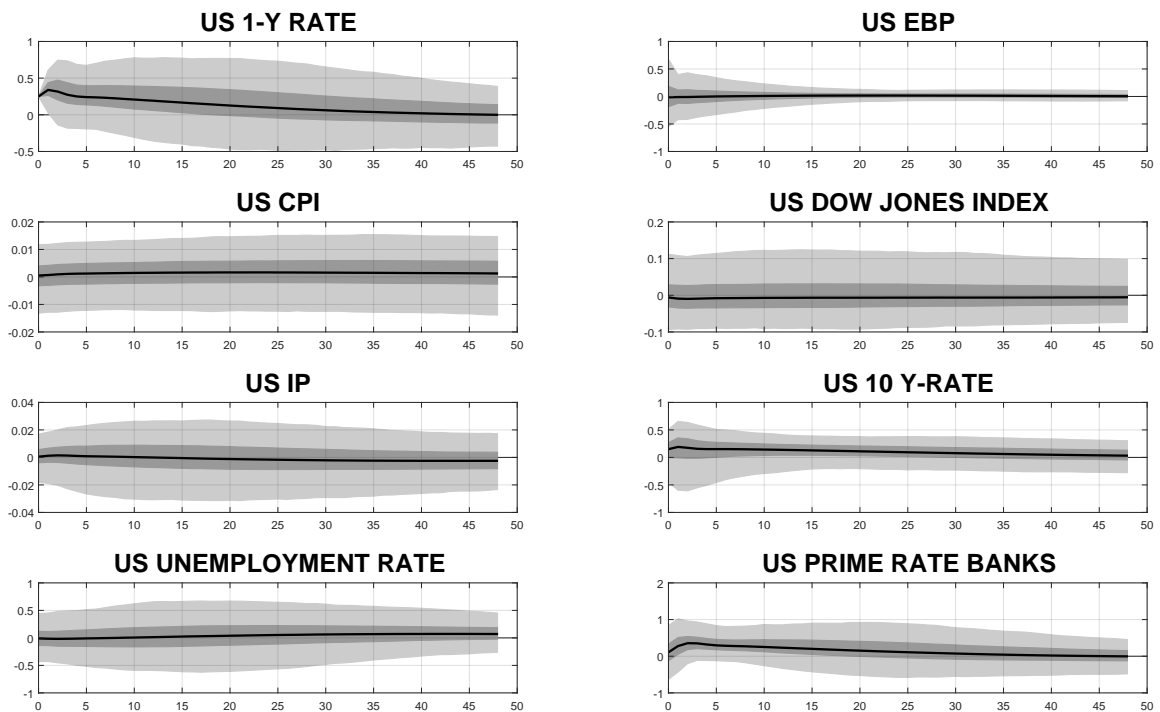 US 1-Y RATE
1
0.5
0
-0.5
0 5 10 15 20 25 30 35 40 45 50
US EBP
1
0.5
0
-0.5
-1
0 5 10 15 20 25 30 35 40 45 50
US CPI
0.02
0.01
0
-0.01
-0.02
0 5 10 15 20 25 30 35 40 45 50
US DOW JONES INDEX
0.2
0.1
0
-0.1
0 5 10 15 20 25 30 35 40 45 50
US IP
0.04
0.02
0
-0.02
-0.04
0 5 10 15 20 25 30 35 40 45 50
US 10 Y-RATE
1
0.5
0
-0.5
-1
0 5 10 15 20 25 30 35 40 45 50
US UNEMPLOYMENT RATE
1
0.5
0
-0.5
-1
0 5 10 15 20 25 30 35 40 45 50
US PRIME RATE BANKS
2
1
0
-1
0 5 10 15 20 25 30 35 40 45 50